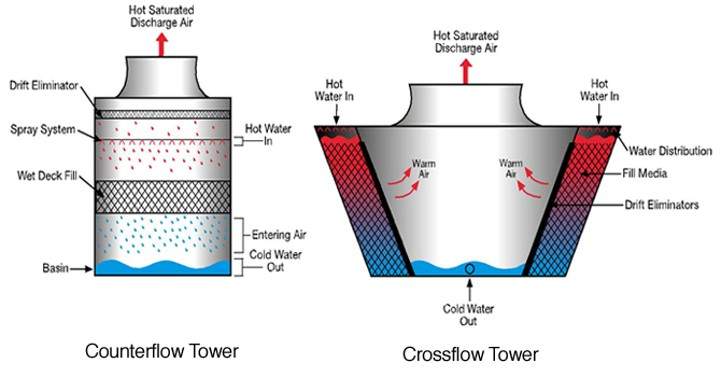 Hot Saturated
Discharge Air
Drift Eliminator
Spray System
Hot Water
In
Wet Deck Fill
Entering Air
Cold Water
Out
Basin
Counterflow Tower
Hot Saturated
Discharge Air
Hot
Water In
Hot
Water In
Water Distribution
Warm
Air
Warm
Air
Fill Media
Drift Eliminators
Cold Water
Out
Crossflow Tower